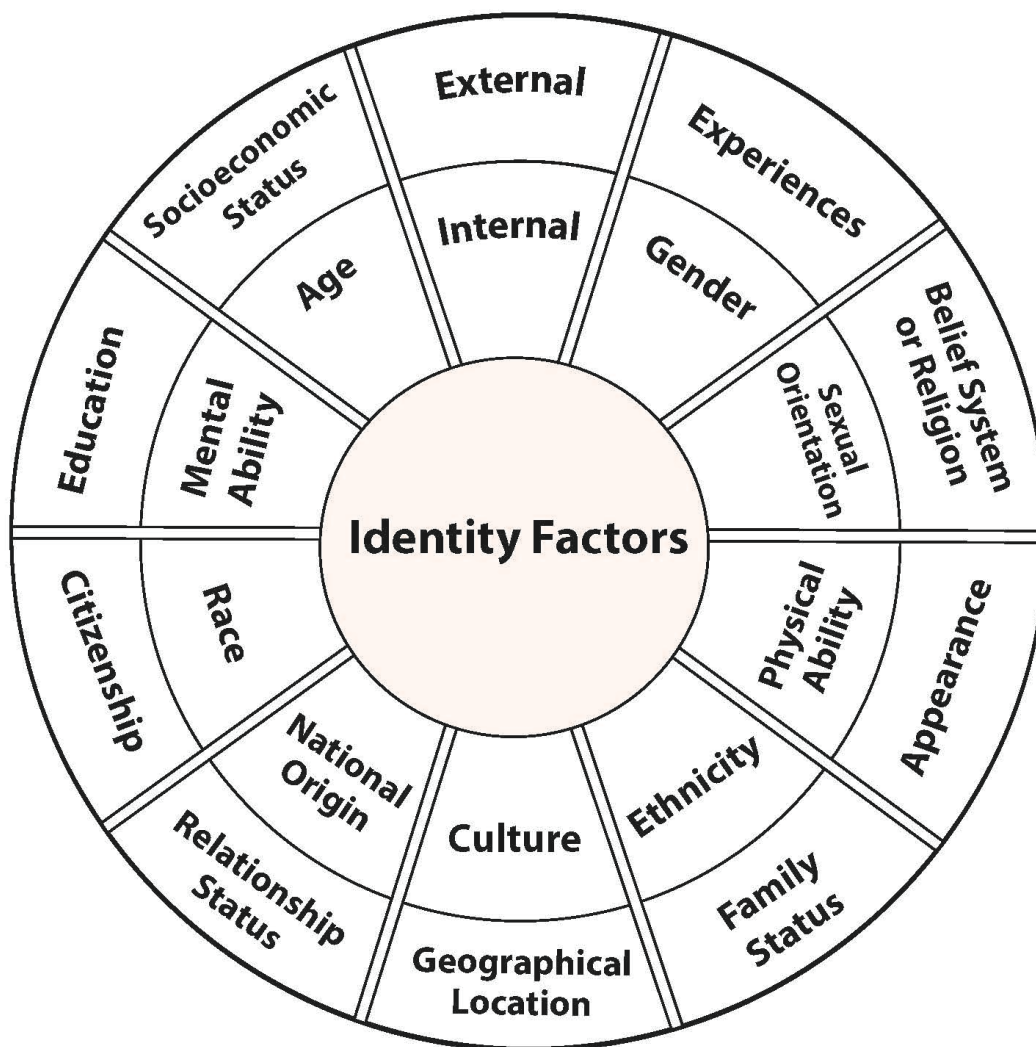 External
Internal
Experiences
Gender
Belief System
or Religion
Sexual
Orientation
Appearance
Physical
Ability
Family
Status
Ethnicity
Geographical
Location
Culture
Relationship
Status
National
Origin
Citizenship
Race
Education
Mental
Ability
Socioeconomic
Status
Age
Identity Factors